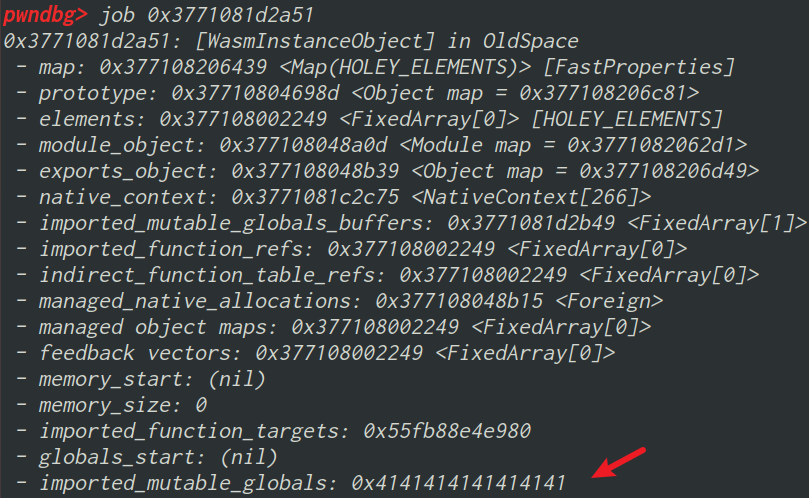 pwndbg> job 0x3771081d2a51
0x3771081d2a51: [WasmInstanceObject] in OldSpace
- map: 0x377108206439 <Map(HOLEY_ELEMENTS)> [FastProperties]
- prototype: 0x37710804698d <Object map = 0x377108206c81>
- elements: 0x377108002249 <FixedArray[0]> [HOLEY_ELEMENTS]
- module_object: 0x377108048a0d <Module map = 0x3771082062d1>
- exports_object: 0x377108048b39 <Object map = 0x377108206d49>
- native_context: 0x3771081c2c75 <NativeContext[266]>
- imported_mutable_globals_buffers: 0x3771081d2b49 <FixedArray[1]>
- imported_function_refs: 0x377108002249 <FixedArray[0]>
- indirect_function_table_refs: 0x377108002249 <FixedArray[0]>
- managed_native_allocations: 0x377108048b15 <Foreign>
- managed object maps: 0x377108002249 <FixedArray[0]>
- feedback vectors: 0x377108002249 <FixedArray[0]>
- memory_start: (nil)
- memory_size: 0
- imported_function_targets: 0x55fb88e4e980
- globals_start: (nil)
- imported_mutable_globals: 0x4141414141414141